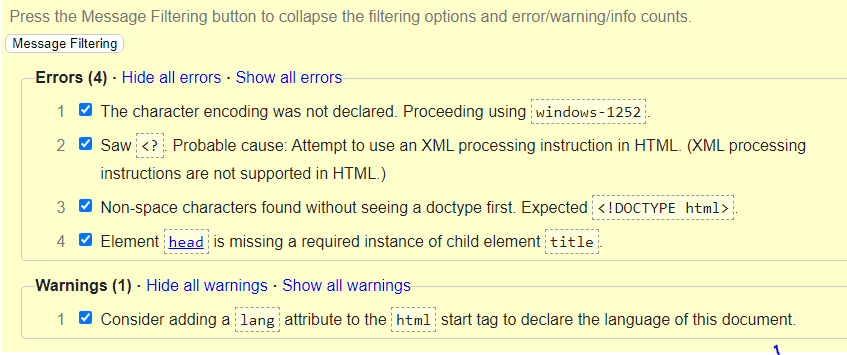 Press the Message Filtering button to collapse the filtering options and error/warning/info counts.
Message Filtering
Errors (4) · Hide all errors · Show all errors
1 The character encoding was not declared. Proceeding using windows-1252.
2 Saw <?. Probable cause: Attempt to use an XML processing instruction in HTML. (XML processing
instructions are not supported in HTML.)
3 Non-space characters found without seeing a doctype first. Expected <!DOCTYPE html>.
4 Element head is missing a required instance of child element title.
Warnings (1) · Hide all warnings · Show all warnings
1 Consider adding a lang attribute to the html start tag to declare the language of this document.
1